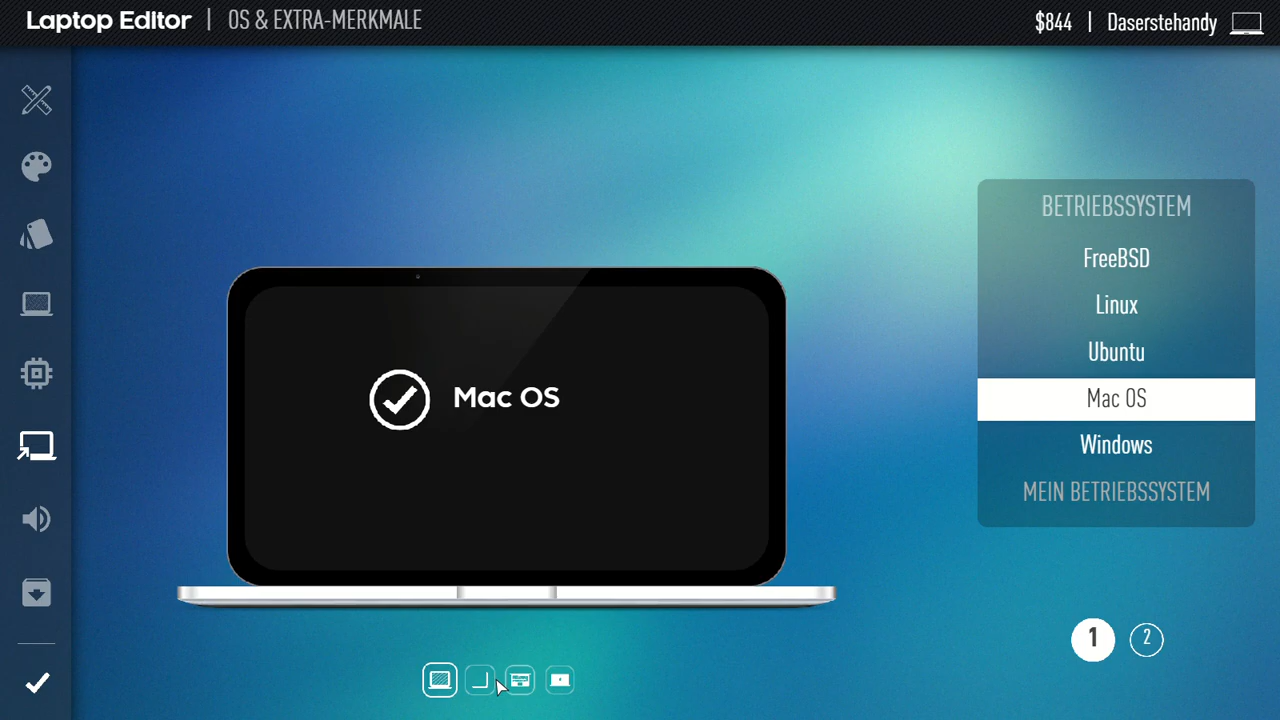 Laptop Editor | OS & EXTRA-MERKMALE
$844 | Daserstehandy
BETRIEBSSYSTEM
FreeBSD
Linux
Ubuntu
Mac OS
Windows
MEIN BETRIEBSSYSTEM
Mac OS
1 2